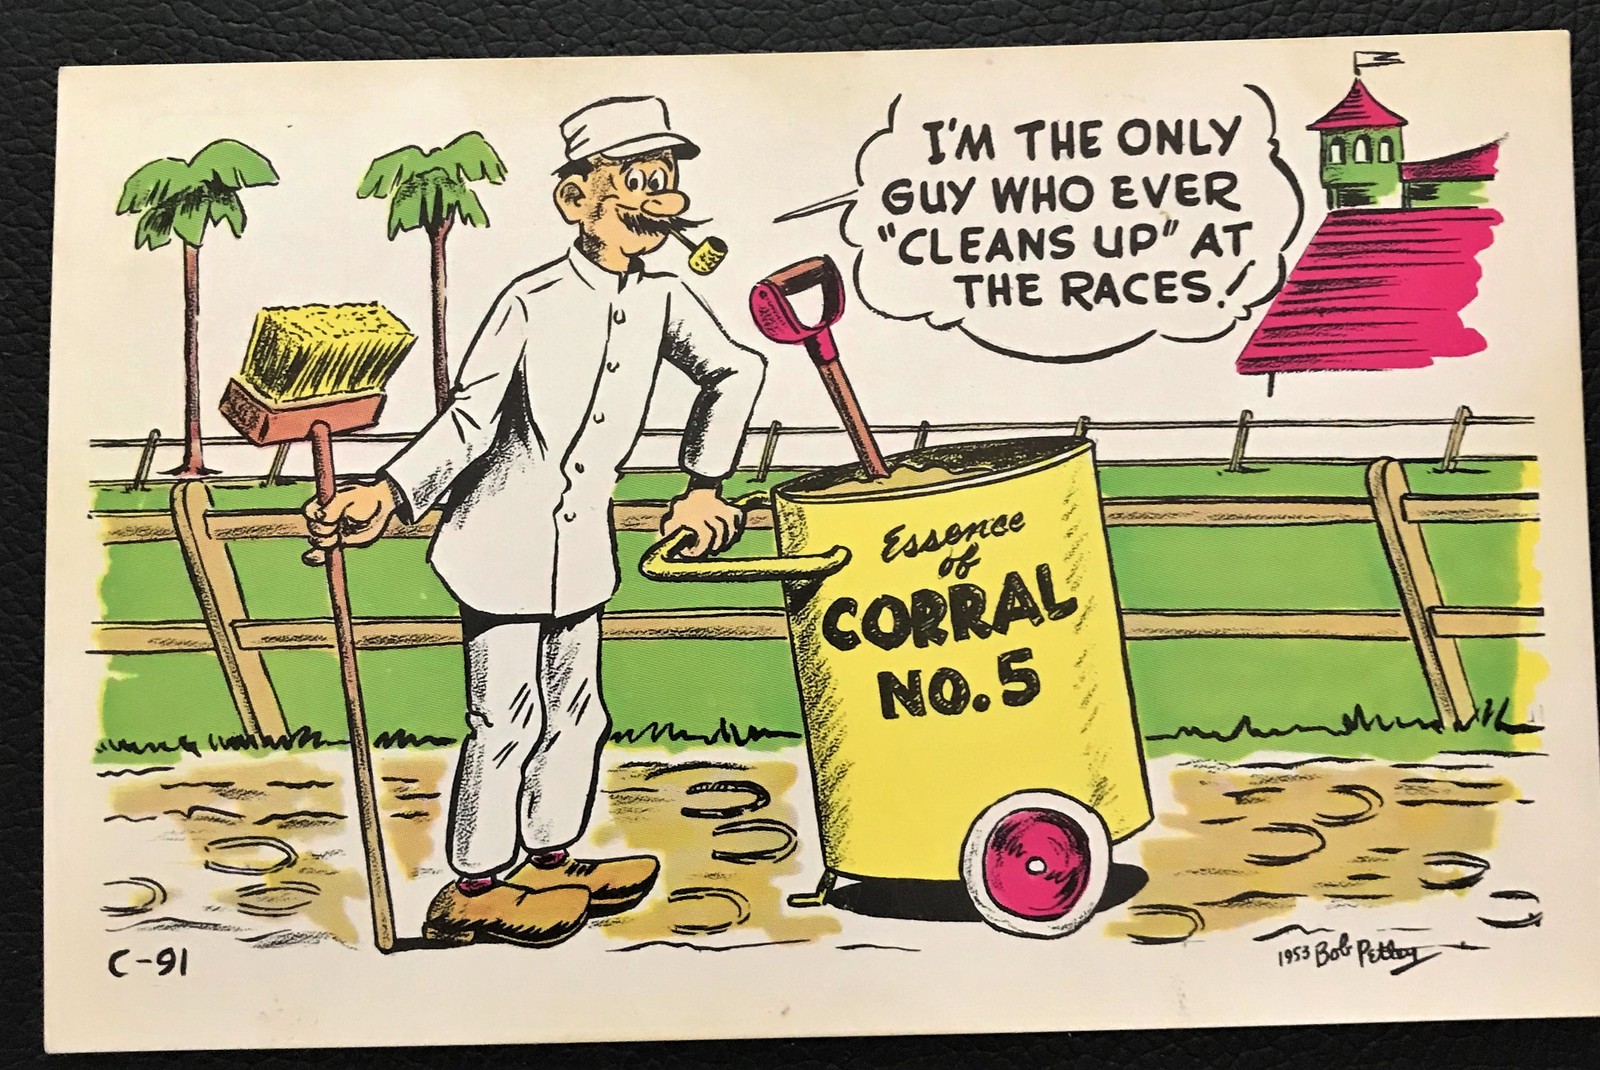 I'M THE ONLY
GUY WHO EVER
"CLEANS UP" AT
THE RACES!
Essence
of
CORRAL
NO. 5
C-91
1953 Bob Petley